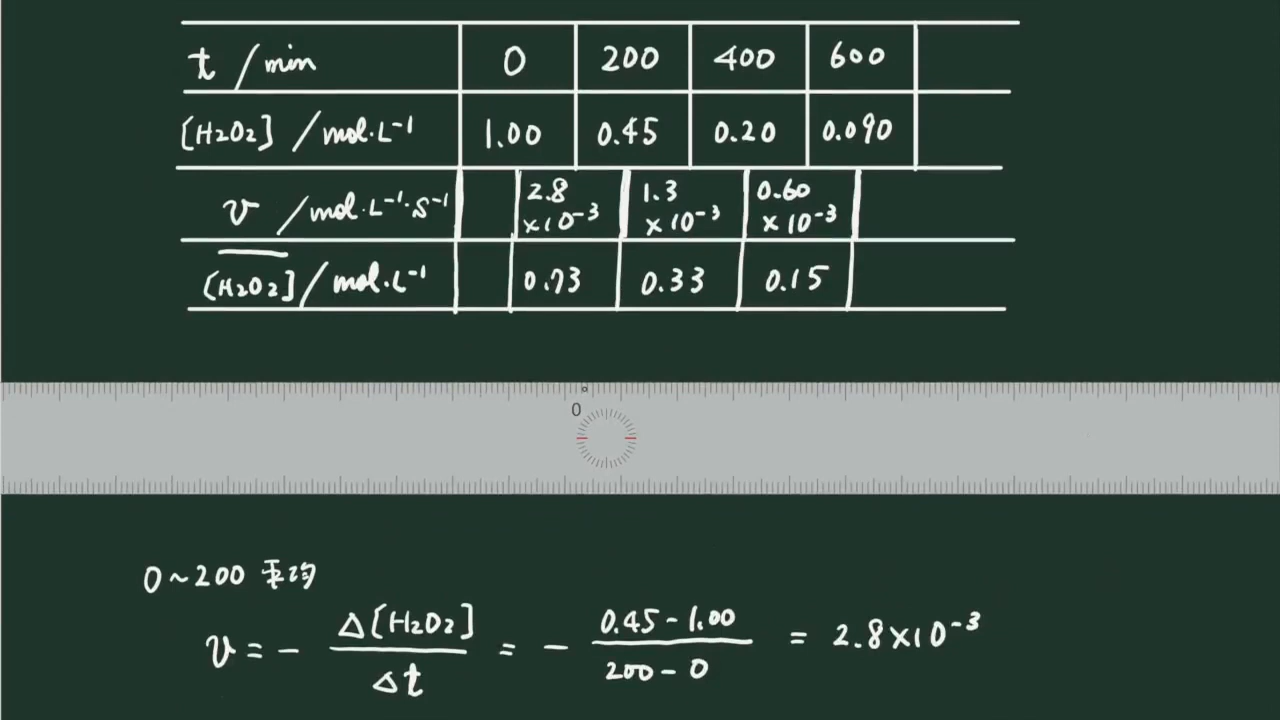 t /min 0 200 400 600
[H₂O₂] /mol·L⁻¹ 1.00 0.45 0.20 0.090
v /mol·L⁻¹·S⁻¹ 2.8 ×10⁻³ 1.3 ×10⁻³ 0.60 ×10⁻³
[H₂O₂]/mol·L⁻¹ 0.73 0.33 0.15
0
0~200 平均
v = − Δ[H₂O₂]/Δt = − (0.45-1.00)/(200-0) = 2.8×10⁻³